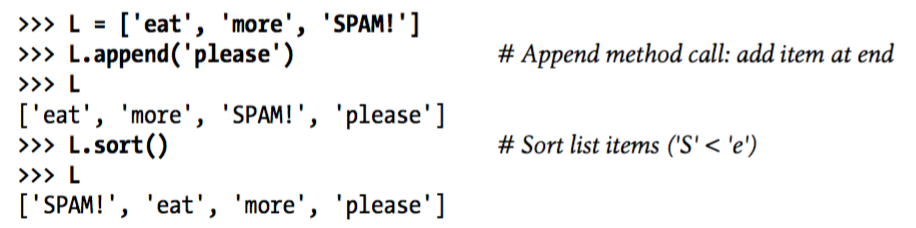 >>> L = ['eat', 'more', 'SPAM!']
>>> L.append('please') # Append method call: add item at end
>>> L
['eat', 'more', 'SPAM!', 'please']
>>> L.sort() # Sort list items ('S' < 'e')
>>> L
['SPAM!', 'eat', 'more', 'please']